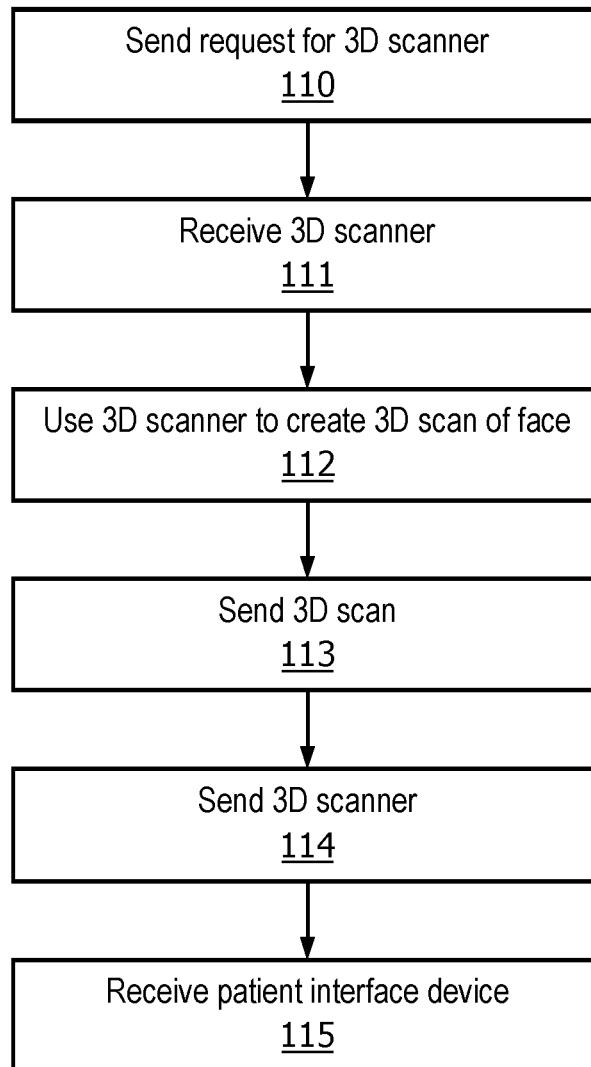 Send request for 3D scanner
110
Receive 3D scanner
111
Use 3D scanner to create 3D scan of face
112
Send 3D scan
113
Send 3D scanner
114
Receive patient interface device
115